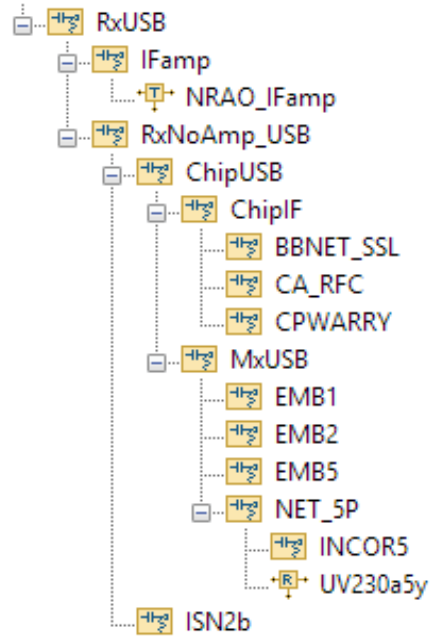 RxUSB
IFamp
T NRAO_IFamp
RxNoAmp_USB
ChipUSB
ChipIF
BBNET_SSL
CA_RFC
CPWARRY
MxUSB
EMB1
EMB2
EMB5
NET_5P
INCOR5
R UV230a5y
ISN2b